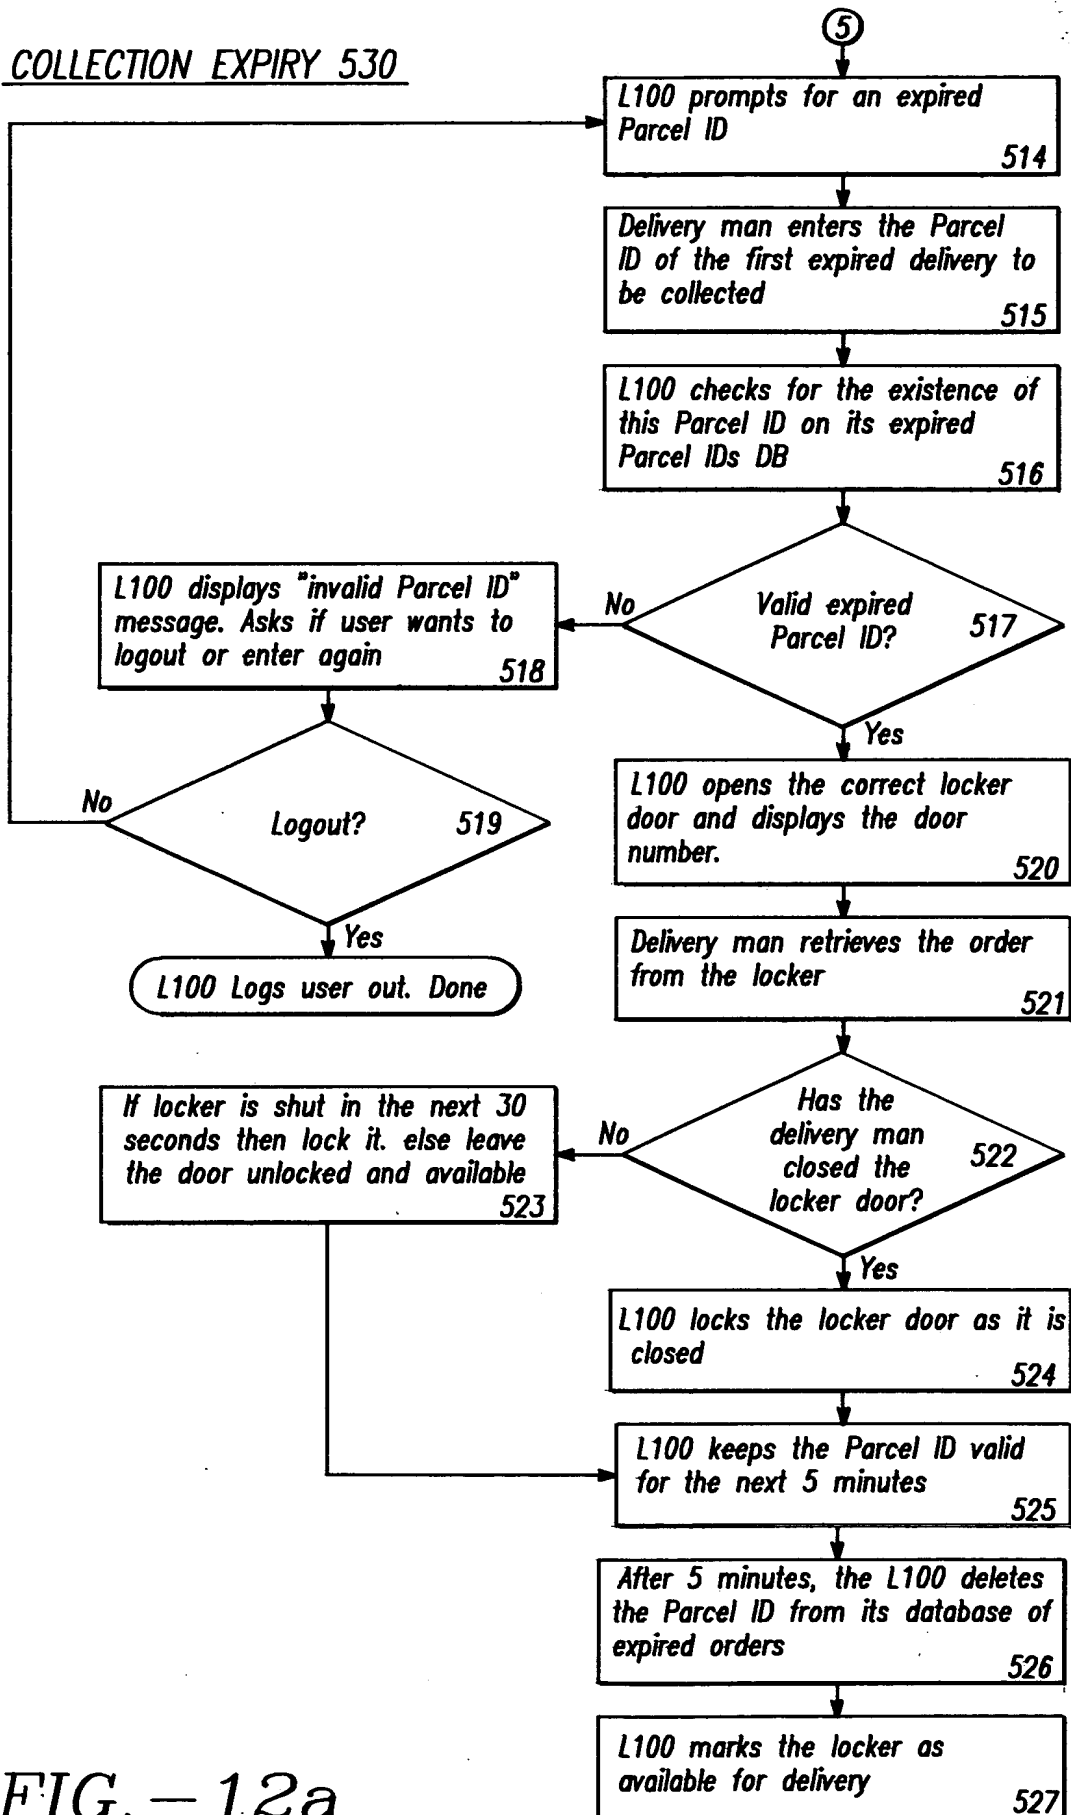 5
COLLECTION EXPIRY 530
L100 prompts for an expired
Parcel ID
514
Delivery man enters the Parcel
ID of the first expired delivery to
be collected
515
L100 checks for the existence of
this Parcel ID on its expired
Parcel IDs DB
516
Valid expired
Parcel ID?
517
No
Yes
L100 displays "invalid Parcel ID"
message. Asks if user wants to
logout or enter again
518
Logout?
519
No
Yes
L100 Logs user out. Done
L100 opens the correct locker
door and displays the door
number.
520
Delivery man retrieves the order
from the locker
521
Has the
delivery man
closed the
locker door?
522
No
Yes
If locker is shut in the next 30
seconds then lock it. else leave
the door unlocked and available
523
L100 locks the locker door as it is
closed
524
L100 keeps the Parcel ID valid
for the next 5 minutes
525
After 5 minutes, the L100 deletes
the Parcel ID from its database of
expired orders
526
L100 marks the locker as
available for delivery
527
FIG.-12a